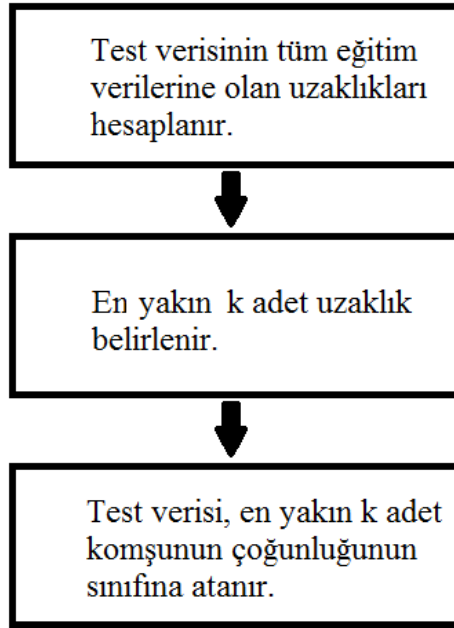 Test verisinin tüm eğitim
verilerine olan uzaklıkları
hesaplanır.
En yakın k adet uzaklık
belirlenir.
Test verisi, en yakın k adet
komşunun çoğunluğunun
sınıfına atanır.